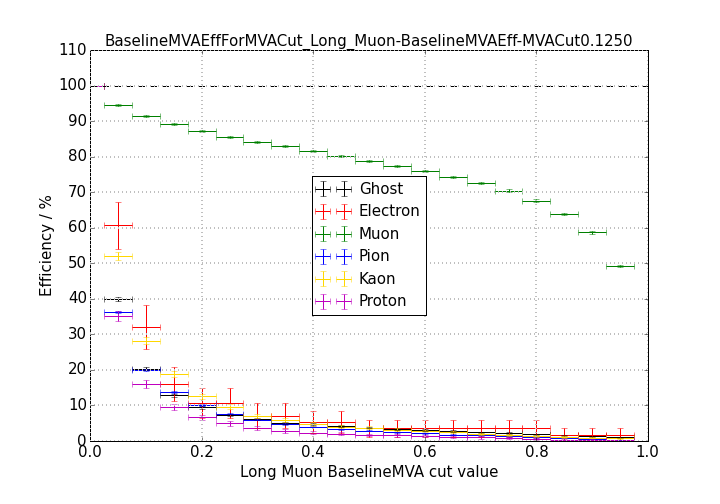 BaselineMVAEffForMVACut_Long_Muon-BaselineMVAEff-MVACut0.1250
110
100
90
80
70
60
50
40
30
20
10
0
Efficiency / %
Ghost
Electron
Muon
Pion
Kaon
Proton
0.0 0.2 0.4 0.6 0.8 1.0
Long Muon BaselineMVA cut value